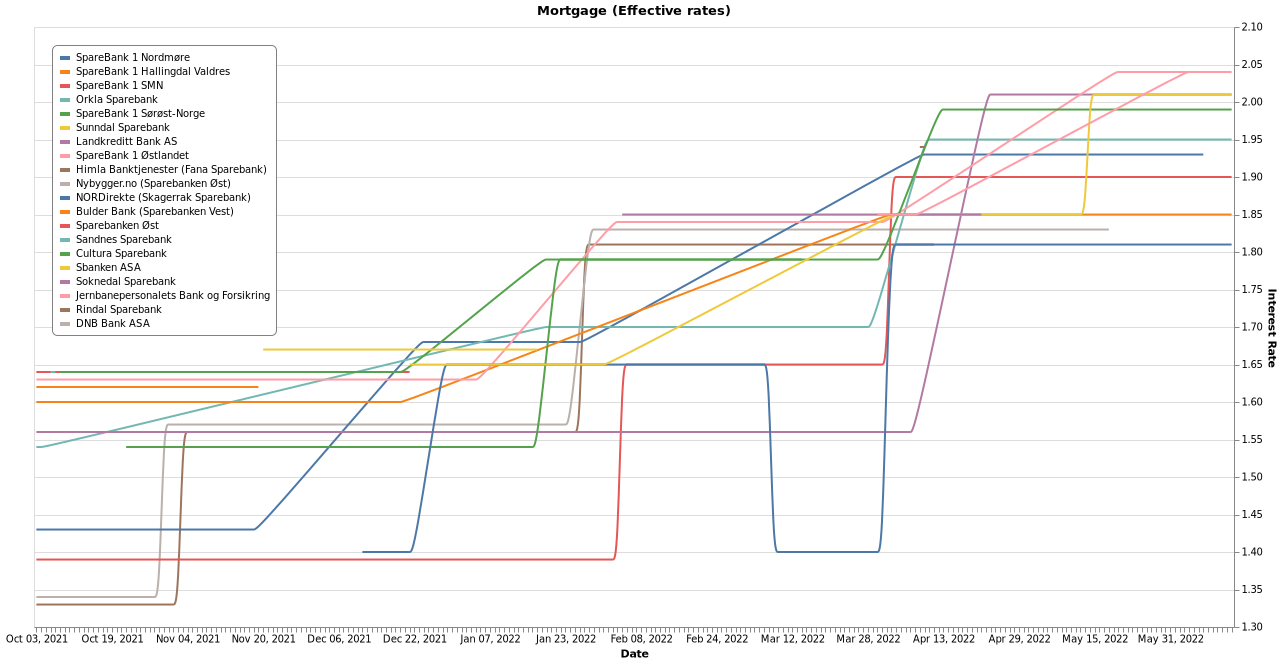 Mortgage (Effective rates)
SpareBank 1 Nordmøre
SpareBank 1 Hallingdal Valdres
SpareBank 1 SMN
Orkla Sparebank
SpareBank 1 Sørøst-Norge
Sunndal Sparebank
Landkreditt Bank AS
SpareBank 1 Østlandet
Himla Banktjenester (Fana Sparebank)
Nybygger.no (Sparebanken Øst)
NORDirekte (Skagerrak Sparebank)
Bulder Bank (Sparebanken Vest)
Sparebanken Øst
Sandnes Sparebank
Cultura Sparebank
Sbanken ASA
Soknedal Sparebank
Jernbanepersonalets Bank og Forsikring
Rindal Sparebank
DNB Bank ASA
2.10
2.05
2.00
1.95
1.90
1.85
1.80
1.75
1.70
1.65
1.60
1.55
1.50
1.45
1.40
1.35
1.30
Interest Rate
Oct 03, 2021 Oct 19, 2021 Nov 04, 2021 Nov 20, 2021 Dec 06, 2021 Dec 22, 2021 Jan 07, 2022 Jan 23, 2022 Feb 08, 2022 Feb 24, 2022 Mar 12, 2022 Mar 28, 2022 Apr 13, 2022 Apr 29, 2022 May 15, 2022 May 31, 2022
Date